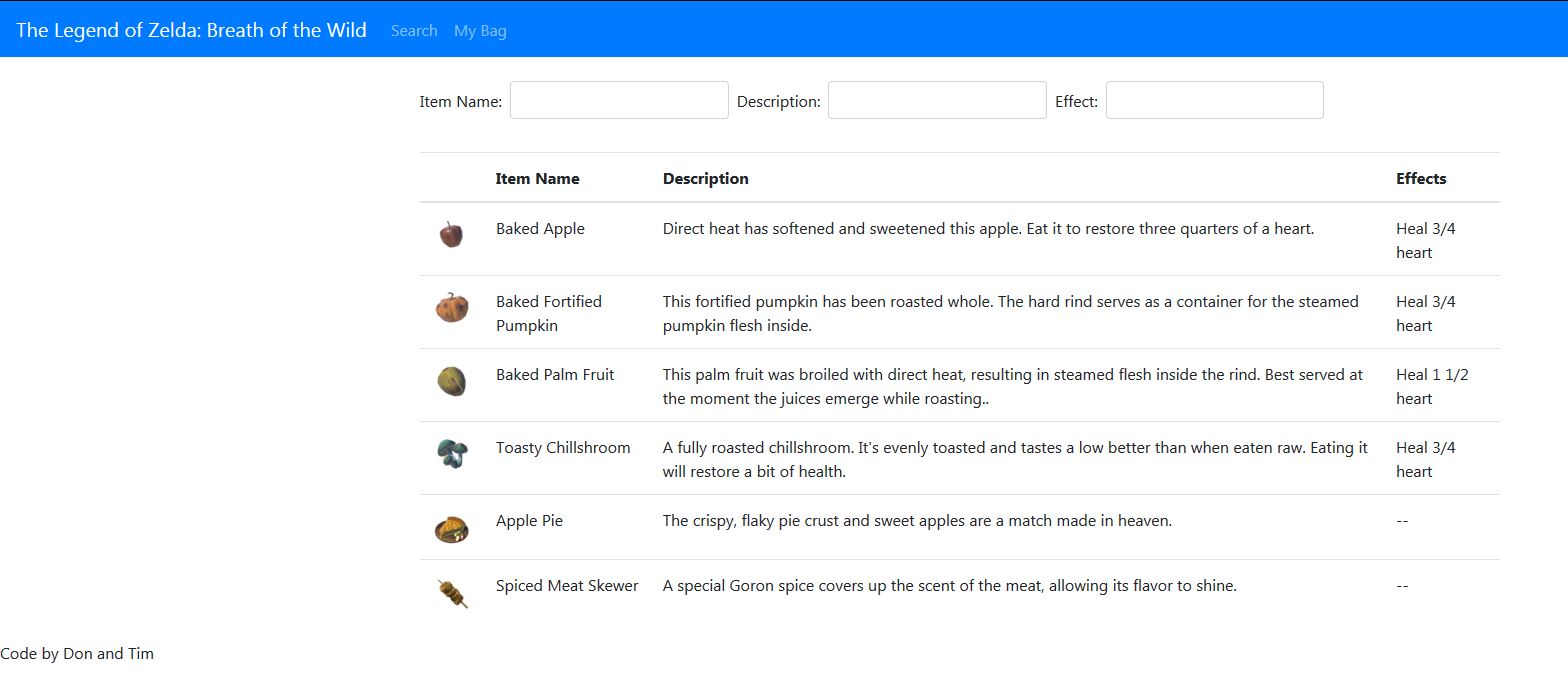 The Legend of Zelda: Breath of the Wild Search My Bag
Item Name: Description: Effect:
Item Name Description Effects
Baked Apple Direct heat has softened and sweetened this apple. Eat it to restore three quarters of a heart. Heal 3/4
heart
Baked Fortified This fortified pumpkin has been roasted whole. The hard rind serves as a container for the steamed Heal 3/4
Pumpkin pumpkin flesh inside. heart
Baked Palm Fruit This palm fruit was broiled with direct heat, resulting in steamed flesh inside the rind. Best served at Heal 1 1/2
the moment the juices emerge while roasting.. heart
Toasty Chillshroom A fully roasted chillshroom. It's evenly toasted and tastes a low better than when eaten raw. Eating it Heal 3/4
will restore a bit of health. heart
Apple Pie The crispy, flaky pie crust and sweet apples are a match made in heaven. --
Spiced Meat Skewer A special Goron spice covers up the scent of the meat, allowing its flavor to shine. --
Code by Don and Tim